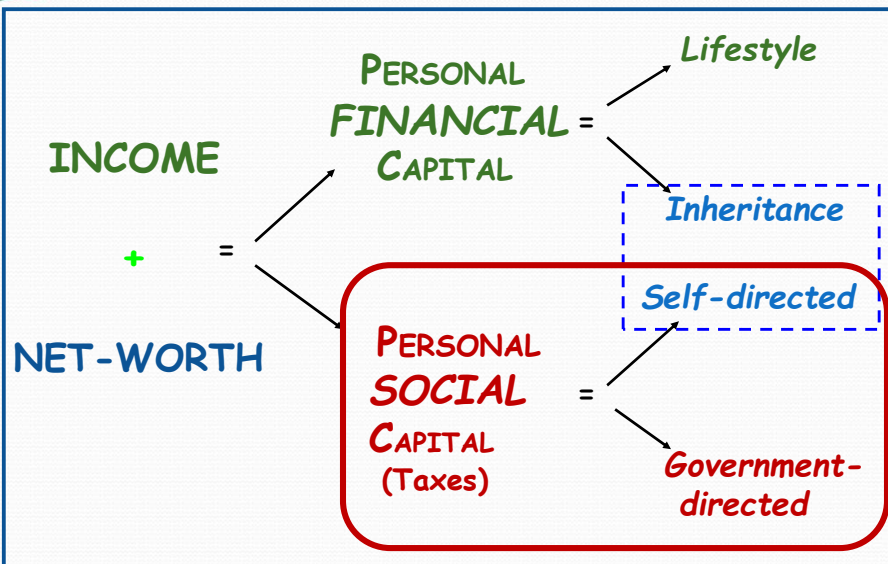 INCOME
+
NET-WORTH
=
PERSONAL
FINANCIAL =
CAPITAL
Lifestyle
Inheritance
PERSONAL
SOCIAL =
CAPITAL
(Taxes)
Self-directed
Government-
directed